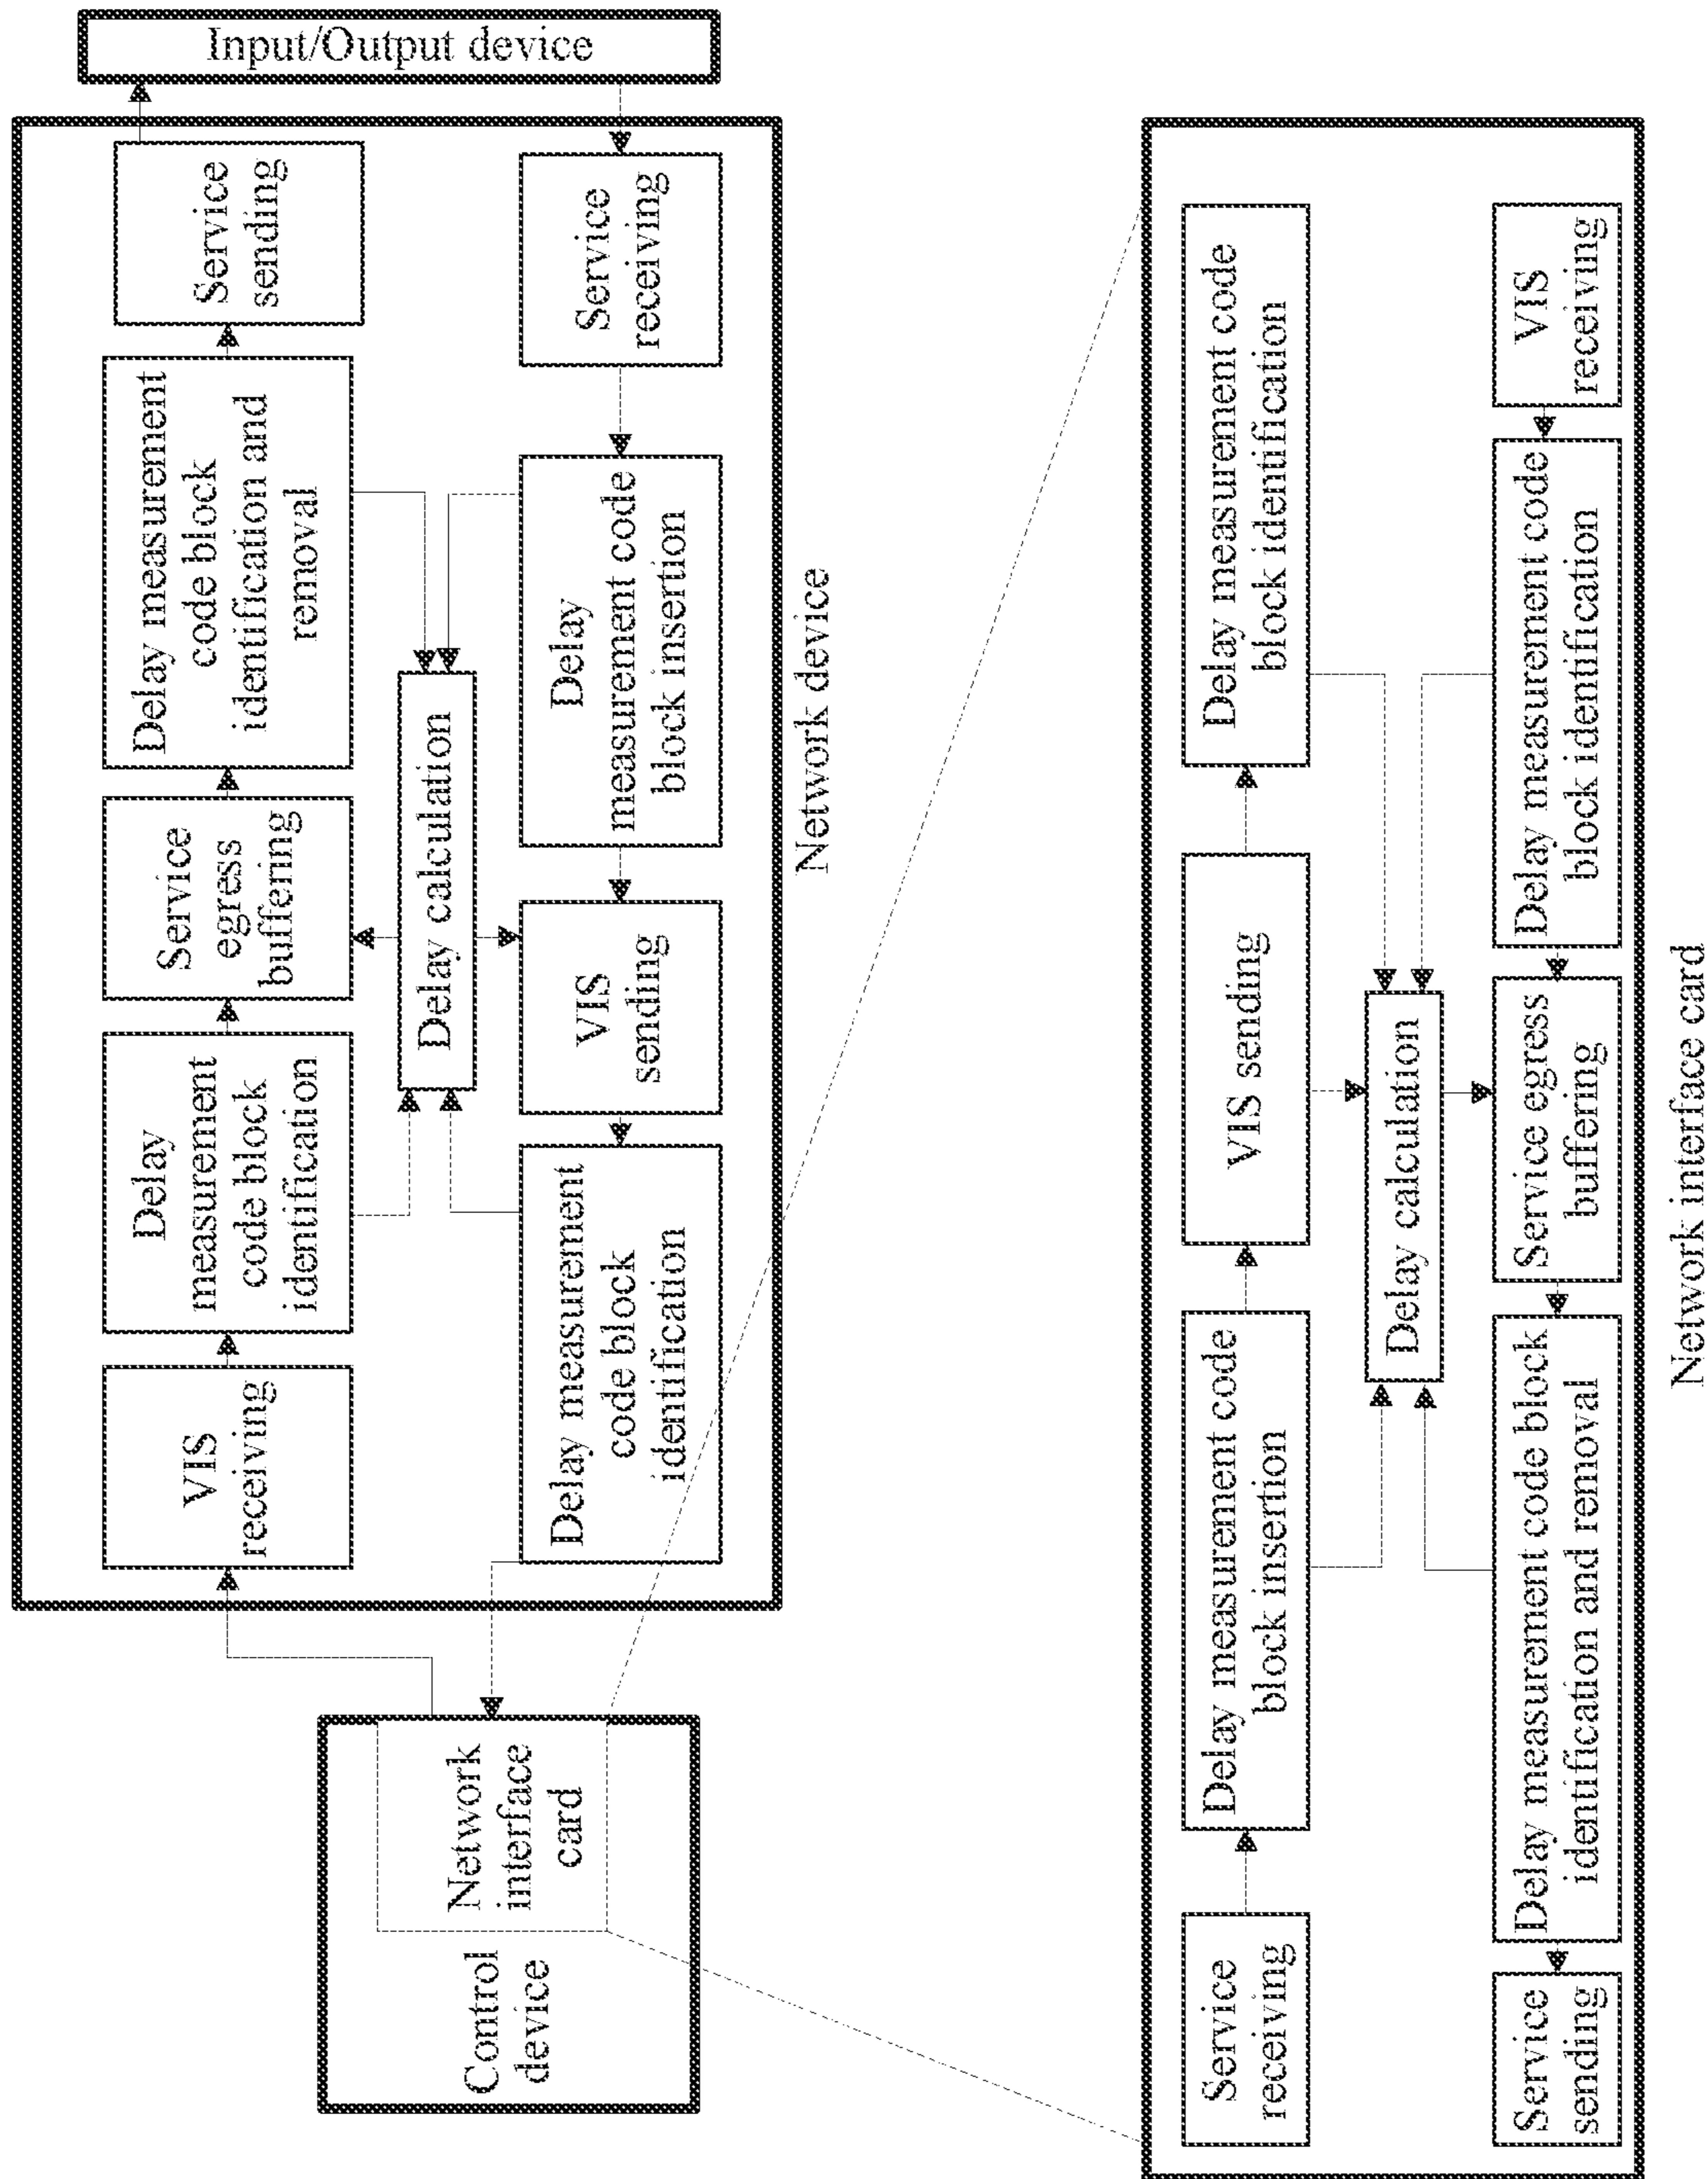 Control
device
Network
interface
card
VIS
receiving
Delay
measurement
code block
identification
Service
egress
buffering
Delay measurement
code block
identification and
removal
Service
sending
Delay calculation
Delay measurement
code block
identification
VIS
sending
Delay
measurement code
block insertion
Service
receiving
Input/Output device
Network device
Service
receiving
Delay measurement code
block insertion
VIS sending
Delay measurement code
block identification
Delay calculation
Service
sending
Delay measurement code block
identification and removal
Service egress
buffering
Delay measurement code
block identification
VIS
receiving
Network interface card